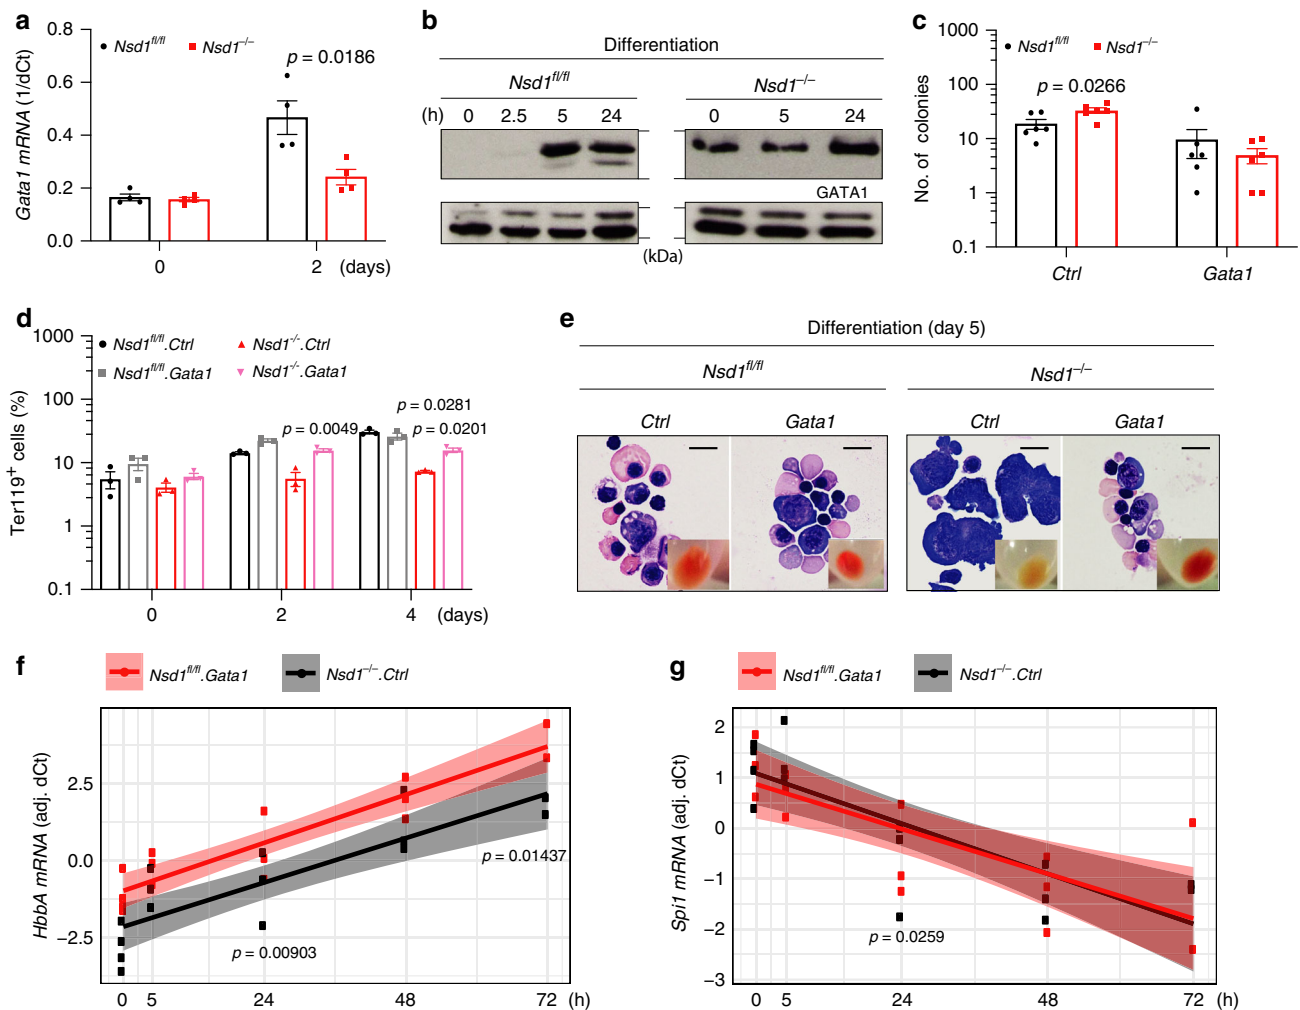 a
0.8
0.6
0.4
0.2
0.0
Gata1 mRNA (1/dCt)
Nsd1fl/fl
Nsd1–/–
p = 0.0186
0
2
(days)
b
Differentiation
Nsd1fl/fl
Nsd1–/–
(h) 0 2.5 5 24
0 5 24
GATA1
(kDa)
c
1000
100
10
1
0.1
No. of colonies
Nsd1fl/fl
Nsd1–/–
p = 0.0266
Ctrl
Gata1
d
1000
100
10
1
0.1
Ter119+ cells (%)
Nsd1fl/fl.Ctrl
Nsd1-/-.Ctrl
Nsd1fl/fl.Gata1
Nsd1-/-.Gata1
p = 0.0281
p = 0.0049
p = 0.0201
0
2
4
(days)
e
Differentiation (day 5)
Nsd1fl/fl
Nsd1–/–
Ctrl
Gata1
Ctrl
Gata1
f
Nsd1fl/fl.Gata1
Nsd1–/–.Ctrl
HbbA mRNA (adj. dCt)
2.5
0.0
–2.5
p = 0.01437
p = 0.00903
0 5 24 48 72 (h)
g
Nsd1fl/fl.Gata1
Nsd1–/–.Ctrl
Spi1 mRNA (adj. dCt)
2
1
0
–1
–2
–3
p = 0.0259
0 5 24 48 72 (h)